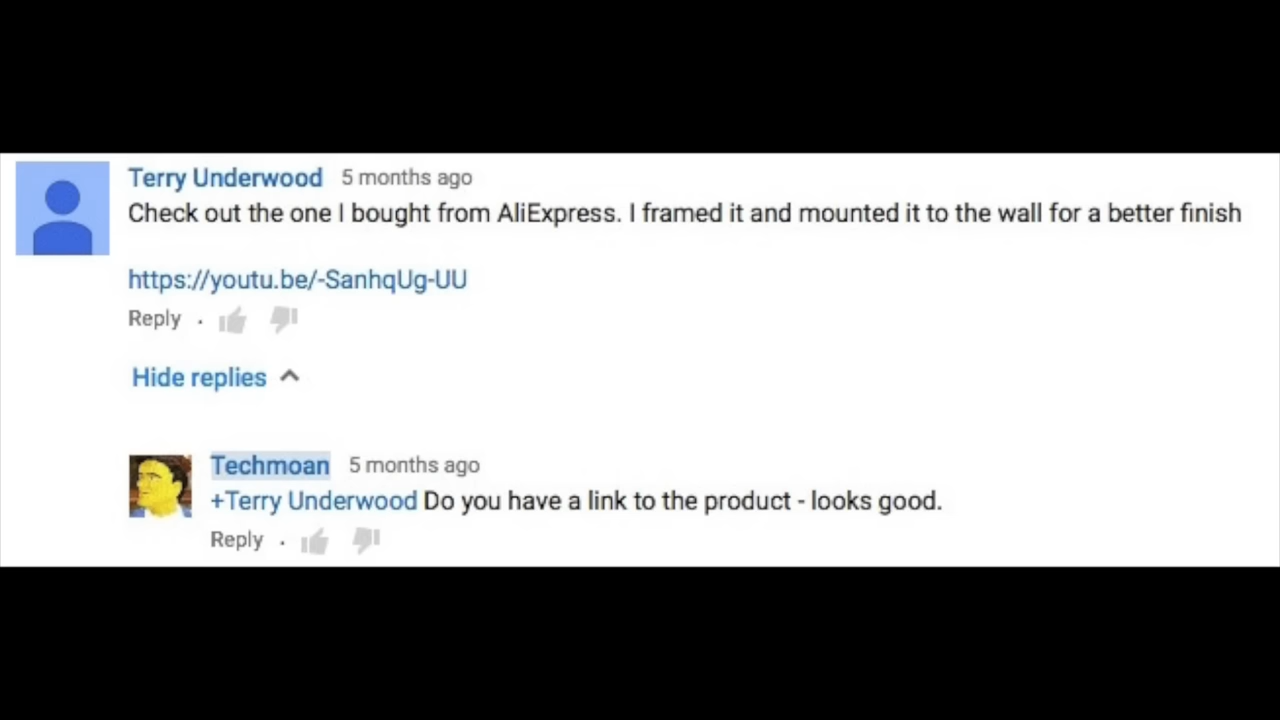 Terry Underwood 5 months ago
Check out the one I bought from AliExpress. I framed it and mounted it to the wall for a better finish
https://youtu.be/-SanhqUg-UU
Reply ·
Hide replies
Techmoan 5 months ago
+Terry Underwood Do you have a link to the product - looks good.
Reply ·